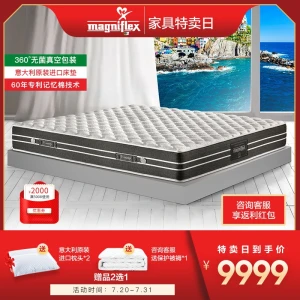 magniflex
家具特卖日
360°无菌真空包装
意大利原装进口床垫
60年专利记忆棉技术
2000
咨询客服
享返利红包
送
意大利原装
进口枕头*2
送
咨询客服
送保护被褥*1
赠品2选1
活动时间：7.20-7.31
特卖日到手价
¥9999